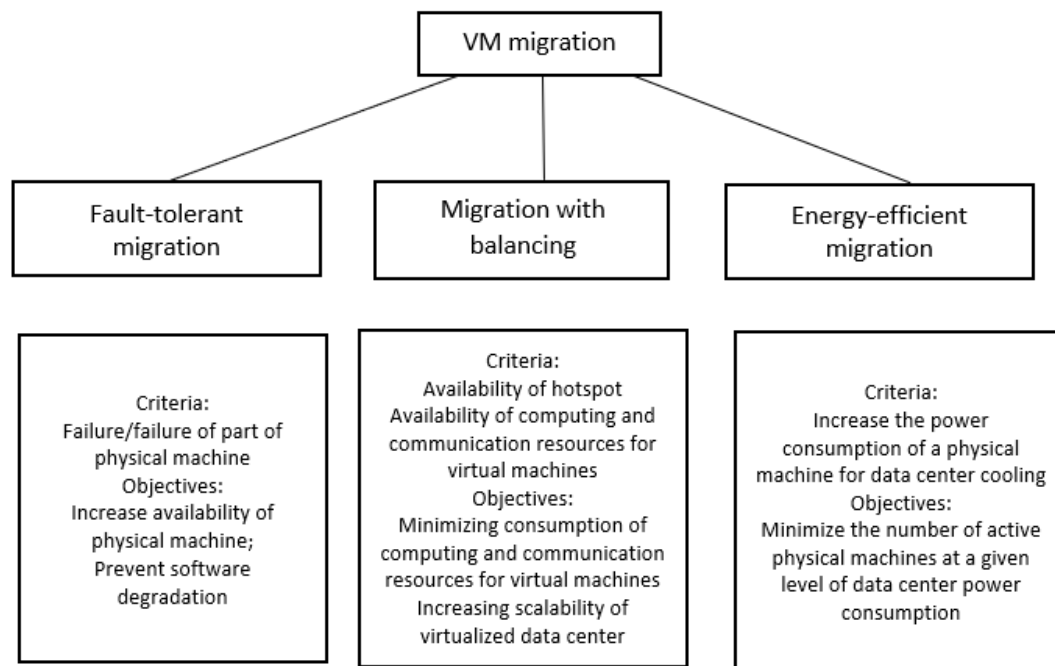 VM migration
Fault-tolerant
migration
Migration with
balancing
Energy-efficient
migration
Criteria:
Failure/failure of part of
physical machine
Objectives:
Increase availability of
physical machine;
Prevent software
degradation
Criteria:
Availability of hotspot
Availability of computing and
communication resources for
virtual machines
Objectives:
Minimizing consumption of
computing and communication
resources for virtual machines
Increasing scalability of
virtualized data center
Criteria:
Increase the power
consumption of a physical
machine for data center cooling
Objectives:
Minimize the number of active
physical machines at a given
level of data center power
consumption